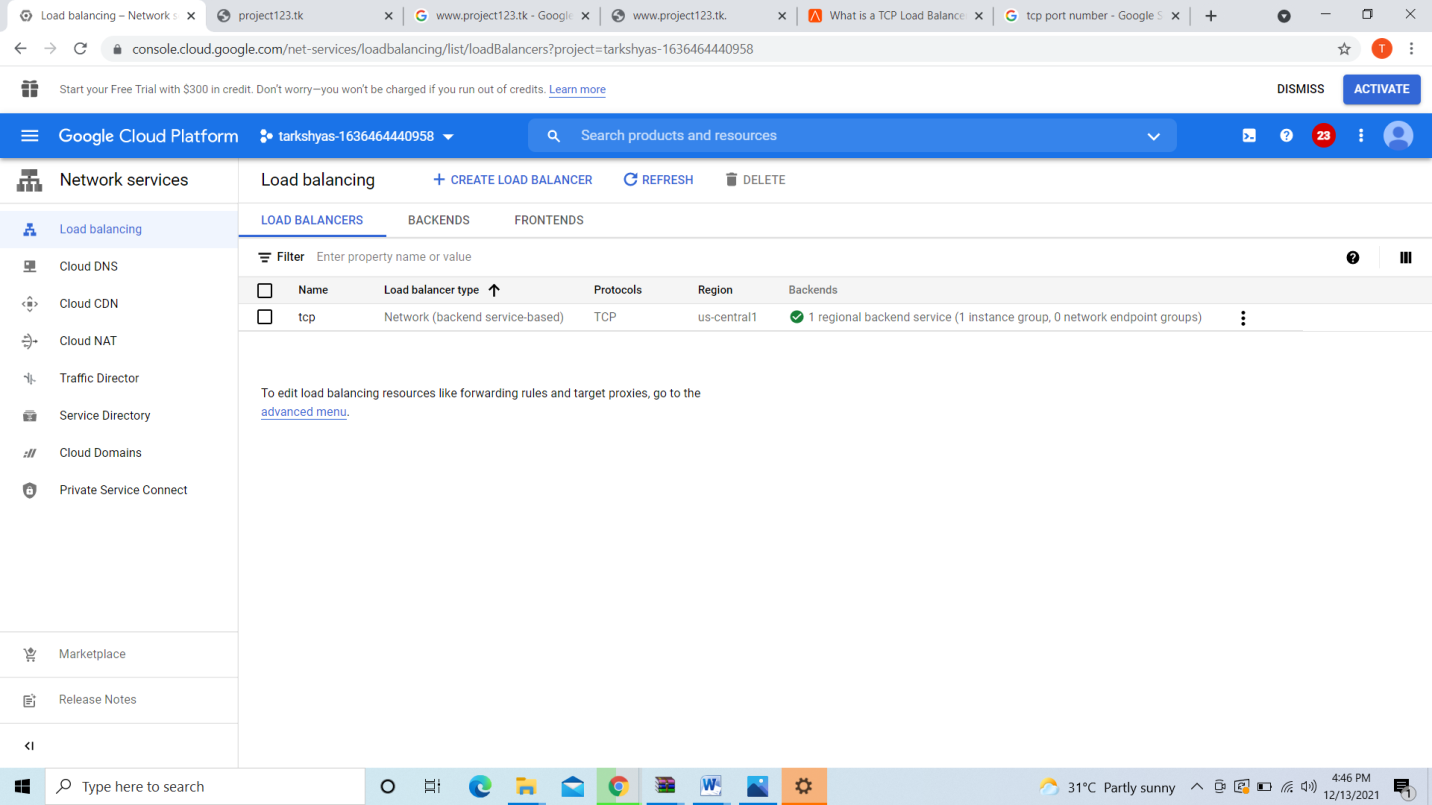 Load balancing – Network s
project123.tk
www.project123.tk - Google
www.project123.tk.
What is a TCP Load Balance
tcp port number - Google S
console.cloud.google.com/net-services/loadbalancing/list/loadBalancers?project=tarkshyas-1636464440958
T
Start your Free Trial with $300 in credit. Don't worry—you won't be charged if you run out of credits. Learn more
DISMISS
ACTIVATE
Google Cloud Platform
tarkshyas-1636464440958
Search products and resources
23
Network services
Load balancing
CREATE LOAD BALANCER
REFRESH
DELETE
Load balancing
Cloud DNS
Cloud CDN
Cloud NAT
Traffic Director
Service Directory
Cloud Domains
Private Service Connect
Marketplace
Release Notes
LOAD BALANCERS BACKENDS FRONTENDS
Filter Enter property name or value
Name Load balancer type Protocols Region Backends
tcp Network (backend service-based) TCP us-central1 1 regional backend service (1 instance group, 0 network endpoint groups)
To edit load balancing resources like forwarding rules and target proxies, go to the
advanced menu.
Type here to search
31°C Partly sunny
4:46 PM
12/13/2021
1